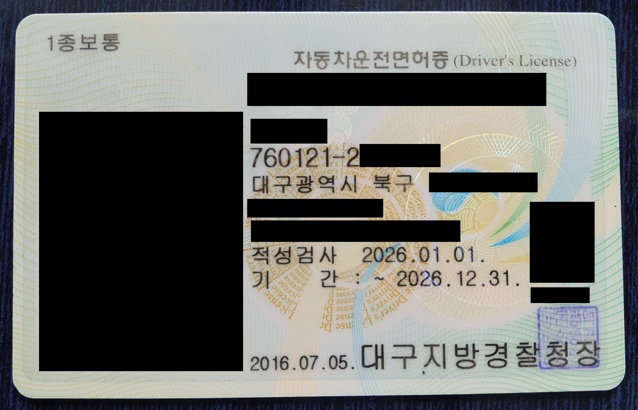 1종보통
자동차운전면허증 (Driver's License)
760121-2
대구광역시 북구
적성검사 2026.01.01.
기 간 : ~ 2026.12.31.
2016.07.05. 대구지방경찰청장